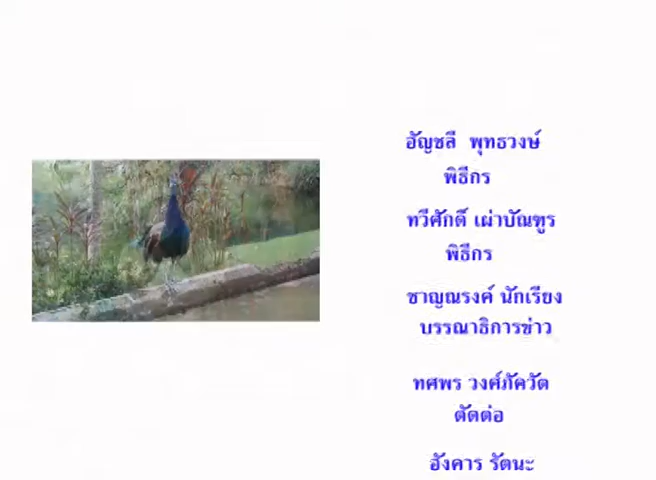 อัญชลี พุทธวงษ์
พิธีกร
ทวีศักดิ์ เผ่าบัณฑูร
พิธีกร
ชาญณรงค์ นักเรียง
บรรณาธิการข่าว
ทศพร วงศ์ภัควัต
ตัดต่อ
อังคาร รัตนะ